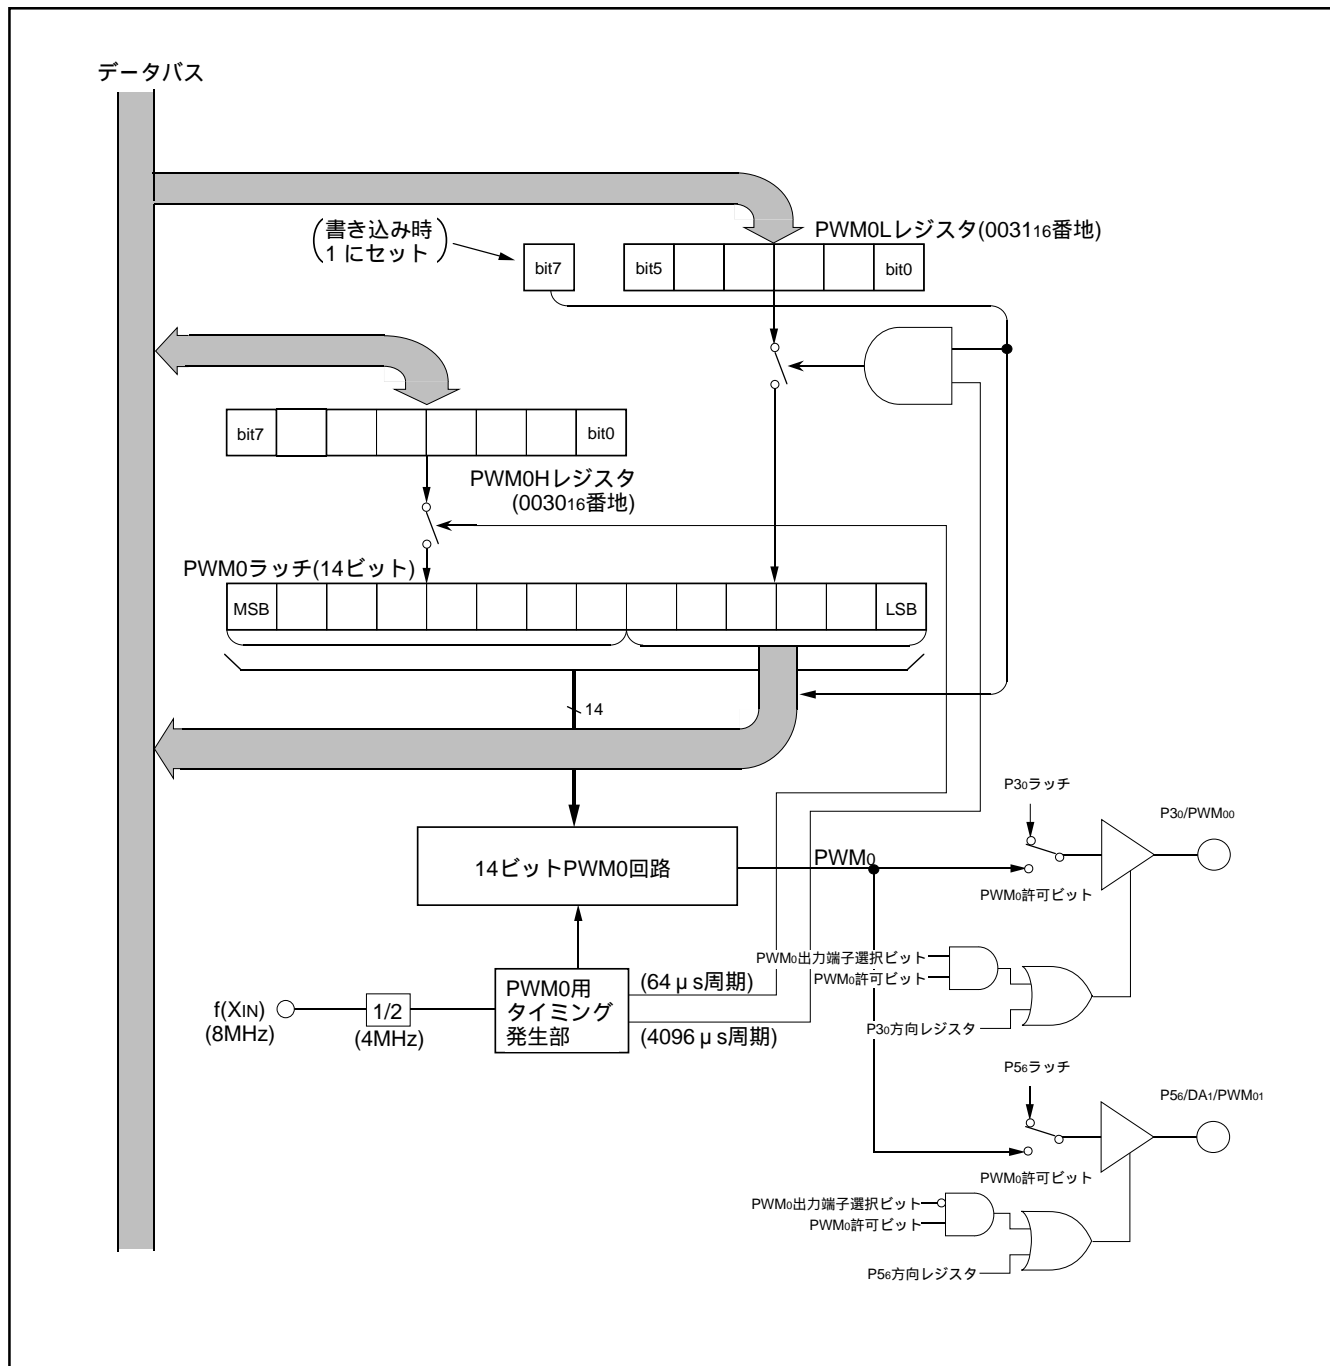 データバス
書き込み時
1 にセット
PWM0Lレジスタ(003116番地)
bit7
bit5
bit0
bit7
bit0
PWM0Hレジスタ
(003016番地)
PWM0ラッチ(14ビット)
MSB
LSB
14
14ビットPWM0回路
PWM0
P30ラッチ
P30/PWM00
PWM0許可ビット
PWM0出力端子選択ビット
PWM0許可ビット
P30方向レジスタ
f(XIN)
(8MHz)
1/2
(4MHz)
PWM0用
タイミング
発生部
(64μs周期)
(4096μs周期)
P56ラッチ
P56/DA1/PWM01
PWM0許可ビット
PWM0出力端子選択ビット
PWM0許可ビット
P56方向レジスタ